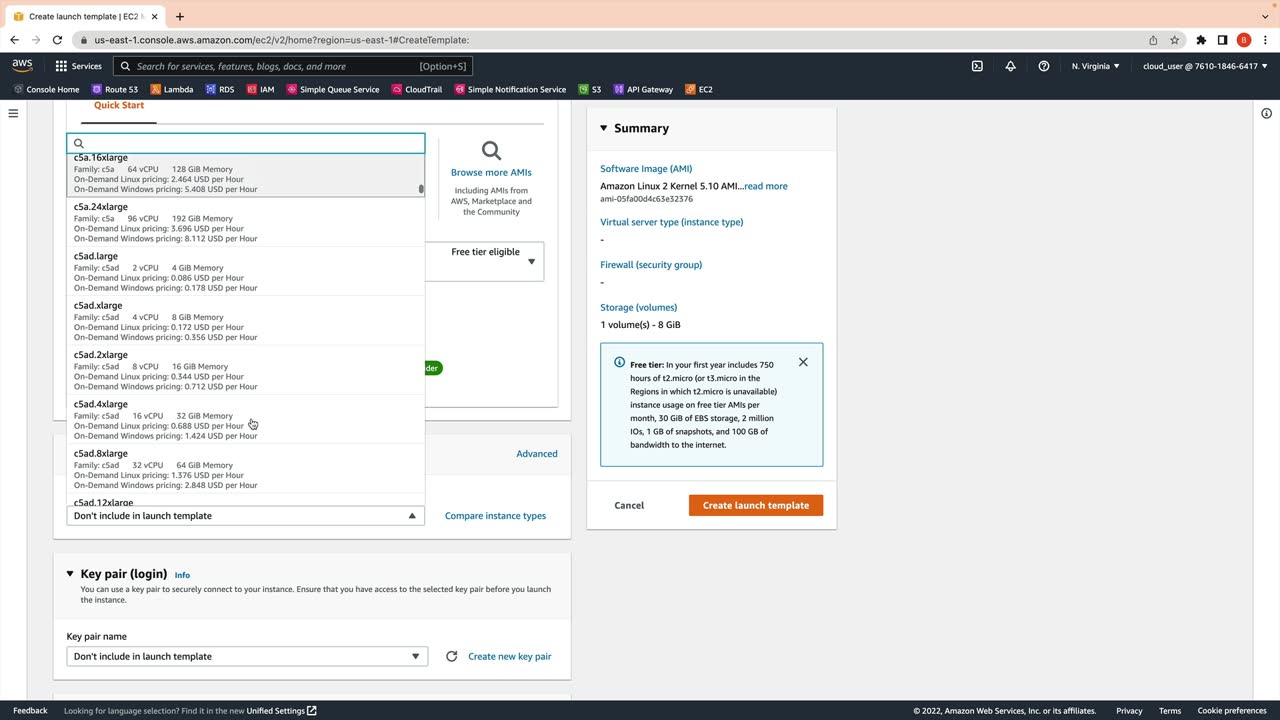 Create launch template | EC2 M
us-east-1.console.aws.amazon.com/ec2/v2/home?region=us-east-1#CreateTemplate:
B
aws
Services
Search for services, features, blogs, docs, and more
[Option+S]
N. Virginia
cloud_user @ 7610-1846-6417
Console Home
Route 53
Lambda
RDS
IAM
Simple Queue Service
CloudTrail
Simple Notification Service
S3
API Gateway
EC2
Quick Start
c5a.16xlarge
Family: c5a 64 vCPU 128 GiB Memory
On-Demand Linux pricing: 2.464 USD per Hour
On-Demand Windows pricing: 5.408 USD per Hour
c5a.24xlarge
Family: c5a 96 vCPU 192 GiB Memory
On-Demand Linux pricing: 3.696 USD per Hour
On-Demand Windows pricing: 8.112 USD per Hour
c5ad.large
Family: c5ad 2 vCPU 4 GiB Memory
On-Demand Linux pricing: 0.086 USD per Hour
On-Demand Windows pricing: 0.178 USD per Hour
c5ad.xlarge
Family: c5ad 4 vCPU 8 GiB Memory
On-Demand Linux pricing: 0.172 USD per Hour
On-Demand Windows pricing: 0.356 USD per Hour
c5ad.2xlarge
Family: c5ad 8 vCPU 16 GiB Memory
On-Demand Linux pricing: 0.344 USD per Hour
On-Demand Windows pricing: 0.712 USD per Hour
c5ad.4xlarge
Family: c5ad 16 vCPU 32 GiB Memory
On-Demand Linux pricing: 0.688 USD per Hour
On-Demand Windows pricing: 1.424 USD per Hour
c5ad.8xlarge
Family: c5ad 32 vCPU 64 GiB Memory
On-Demand Linux pricing: 1.376 USD per Hour
On-Demand Windows pricing: 2.848 USD per Hour
c5ad.12xlarge
Don't include in launch template
Browse more AMIs
Including AMIs from
AWS, Marketplace and
the Community
Free tier eligible
der
Advanced
Compare instance types
Key pair (login) Info
You can use a key pair to securely connect to your instance. Ensure that you have access to the selected key pair before you launch
the instance.
Key pair name
Don't include in launch template
Create new key pair
Summary
Software Image (AMI)
Amazon Linux 2 Kernel 5.10 AMI...read more
ami-05fa00d4c63e32376
Virtual server type (instance type)
-
Firewall (security group)
-
Storage (volumes)
1 volume(s) - 8 GiB
Free tier: In your first year includes 750
hours of t2.micro (or t3.micro in the
Regions in which t2.micro is unavailable)
instance usage on free tier AMIs per
month, 30 GiB of EBS storage, 2 million
IOs, 1 GB of snapshots, and 100 GB of
bandwidth to the internet.
Cancel
Create launch template
Feedback
Looking for language selection? Find it in the new Unified Settings
© 2022, Amazon Web Services, Inc. or its affiliates.
Privacy
Terms
Cookie preferences